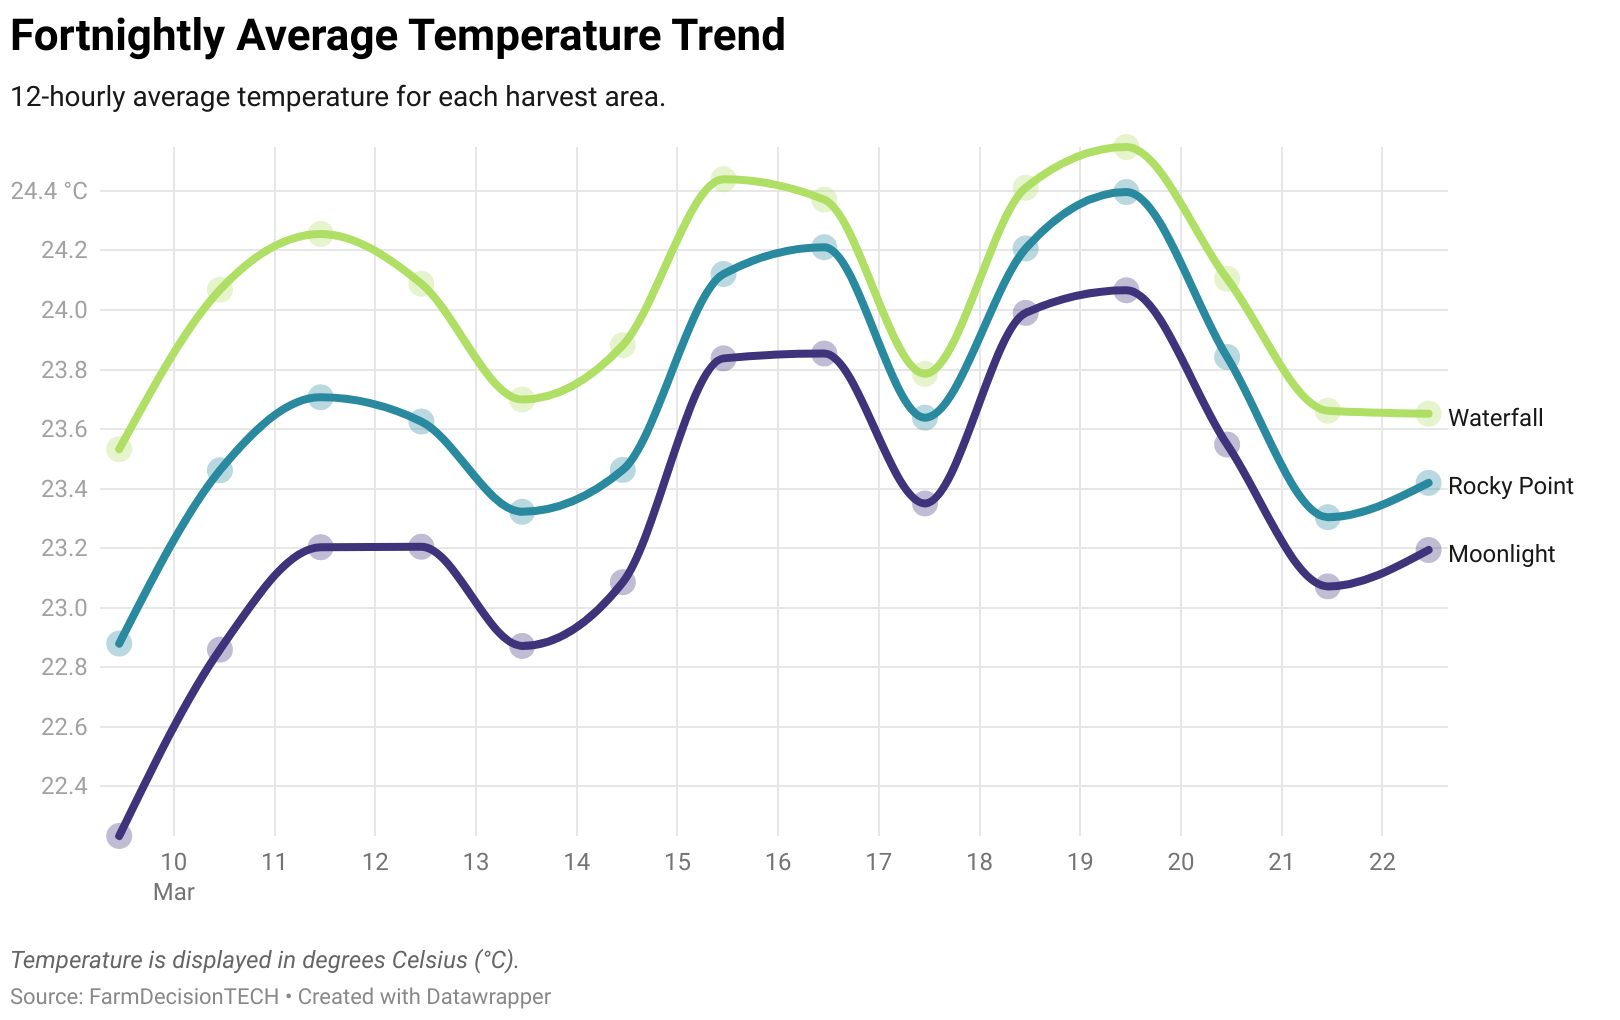 Fortnightly Average Temperature Trend
12-hourly average temperature for each harvest area.
24.4 °C
24.2
24.0
23.8
23.6
23.4
23.2
23.0
22.8
22.6
22.4
Waterfall
Rocky Point
Moonlight
10 11 12 13 14 15 16 17 18 19 20 21 22
Mar
Temperature is displayed in degrees Celsius (°C).
Source: FarmDecisionTECH • Created with Datawrapper